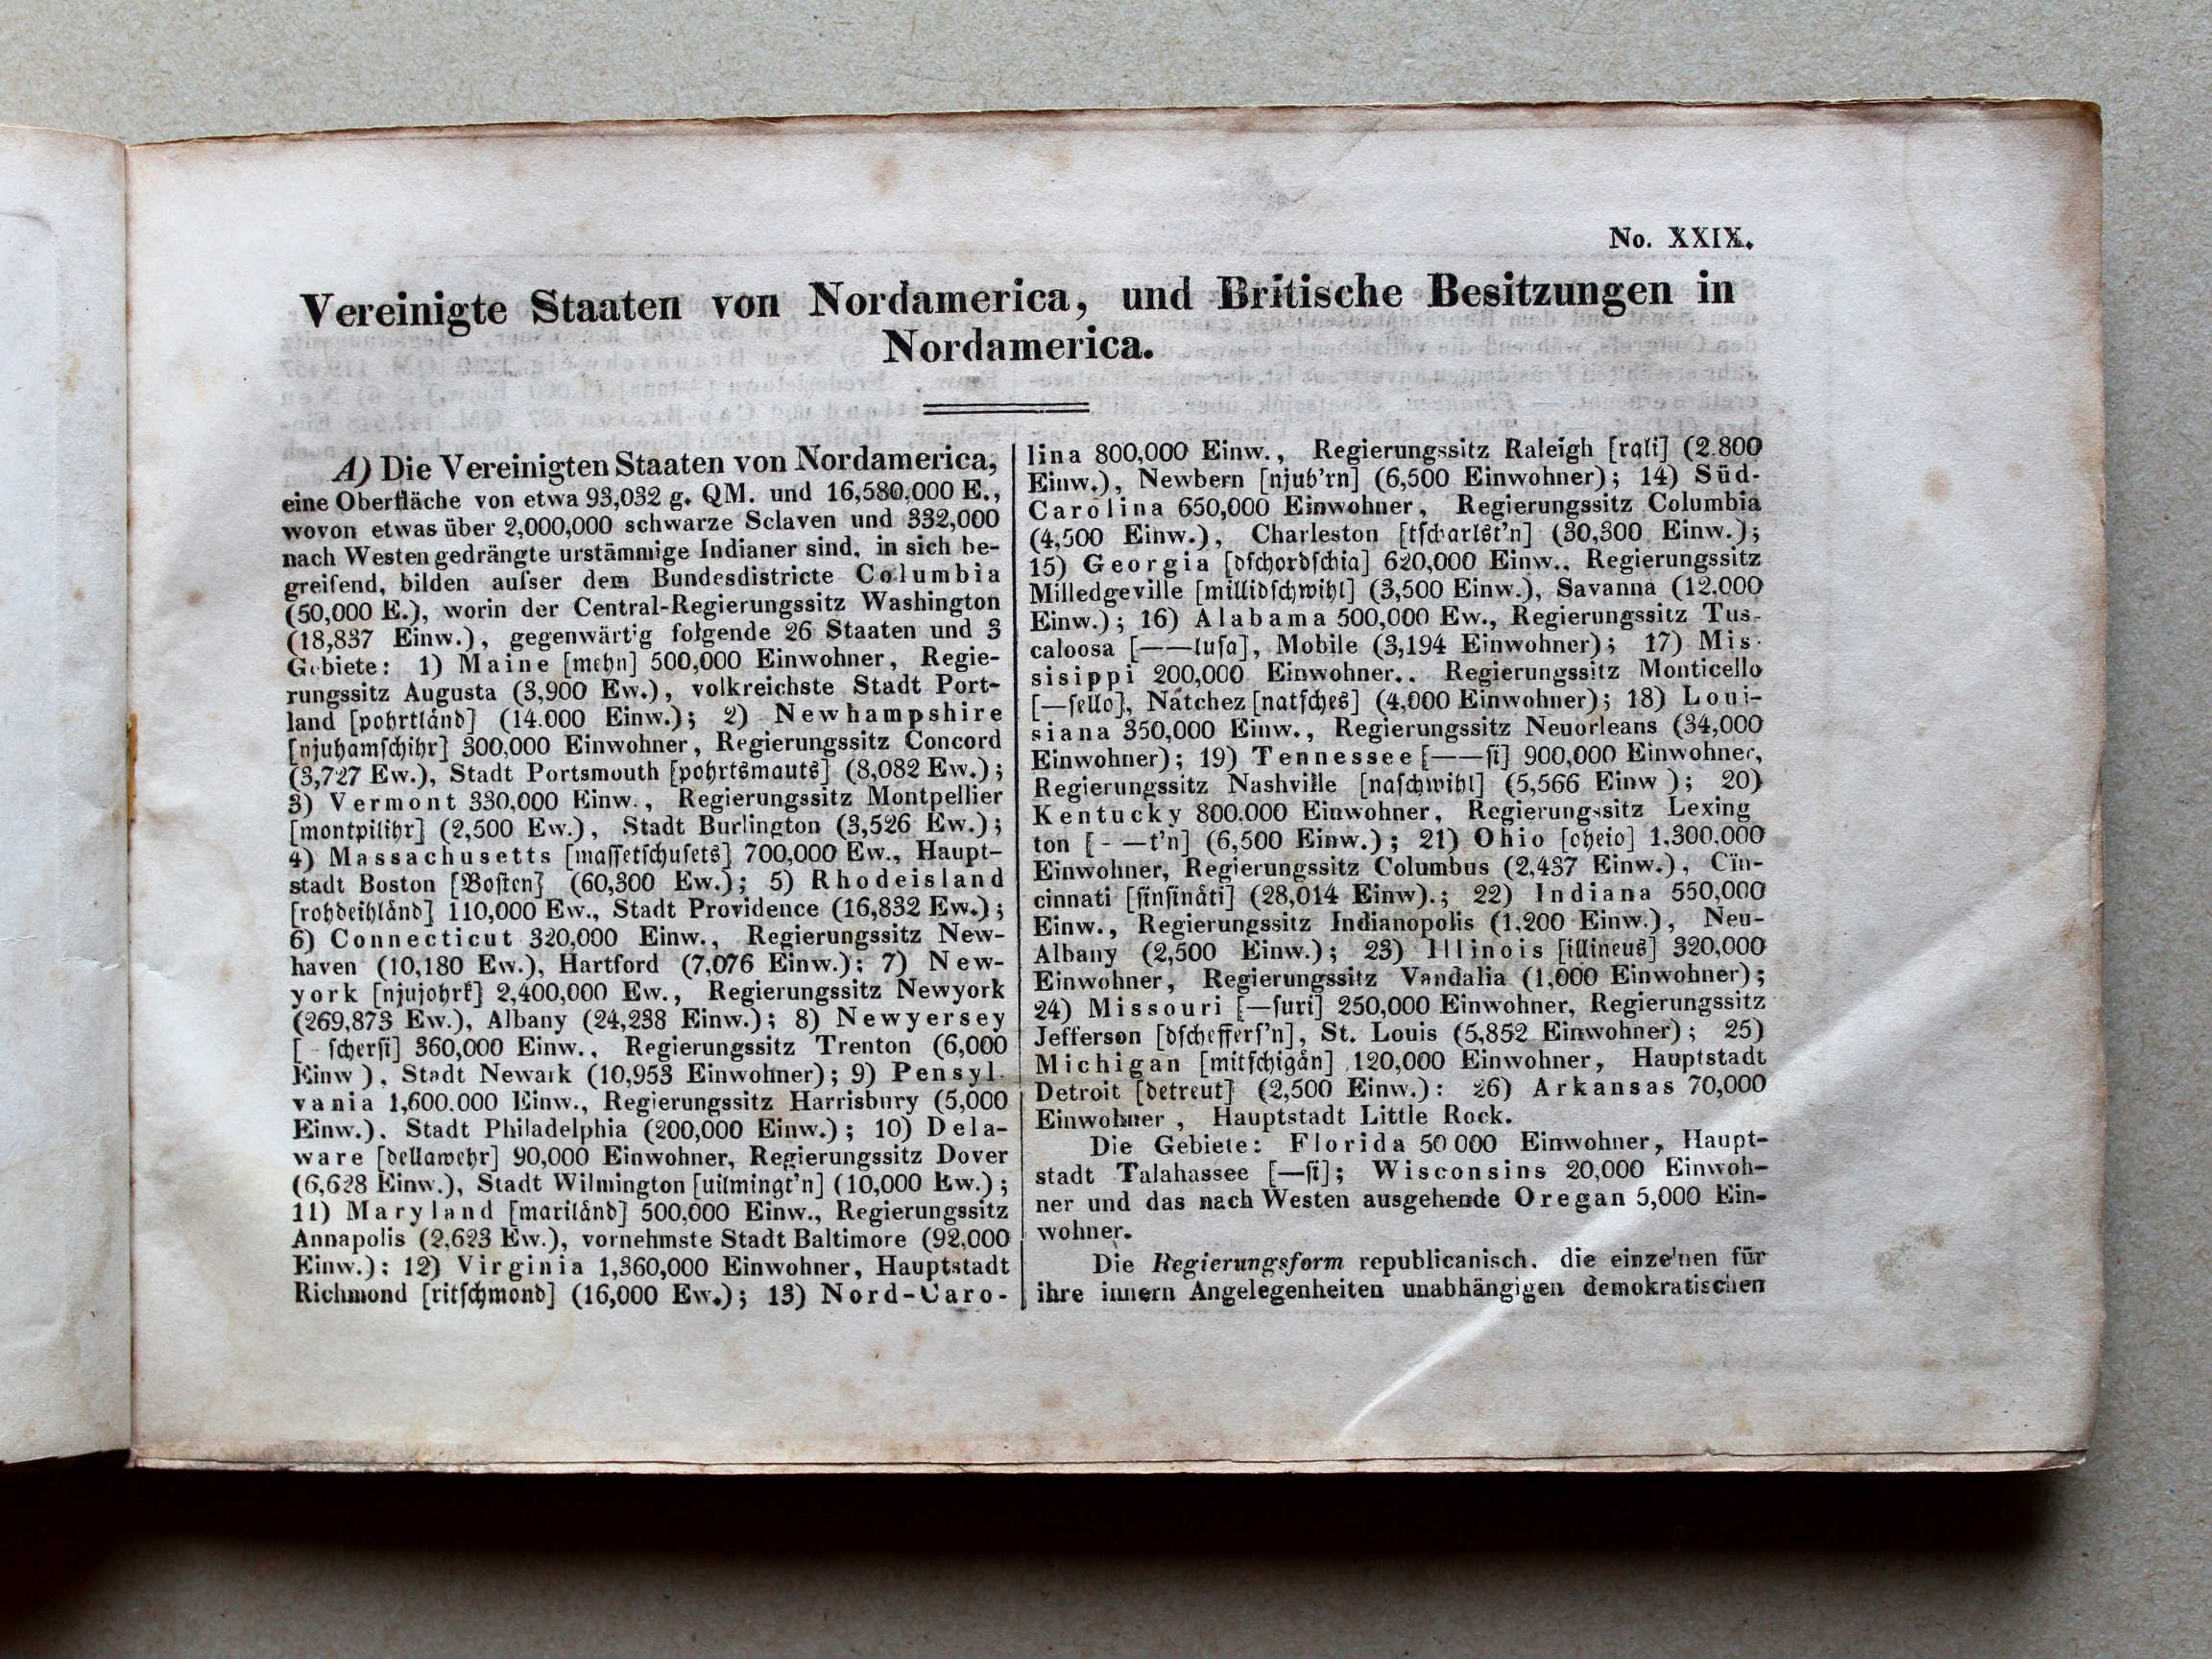 No. XXIX.
Vereinigte Staaten von Nordamerica, und Britische Besitzungen in
Nordamerica.
A) Die Vereinigten Staaten von Nordamerica,
eine Oberfläche von etwa 93,032 g. QM. und 16,580,000 E.,
wovon etwas über 2,000,000 schwarze Sclaven und 332,000
nach Westen gedrängte urstämmige Indianer sind, in sich be-
greifend, bilden auſser dem Bundesdistricte Columbia
(50,000 E.), worin der Central-Regierungssitz Washington
(18,837 Einw.), gegenwärtig folgende 26 Staaten und 3
Gebiete: 1) Maine [mehn] 500,000 Einwohner, Regie-
rungssitz Augusta (3,900 Ew.), volkreichste Stadt Port-
land [pohrtländ] (14.000 Einw.); 2) Newhampshire
[njuhamſchihr] 300,000 Einwohner, Regierungssitz Concord
(3,727 Ew.), Stadt Portsmouth [pohrtsmauts] (8,082 Ew.);
3) Vermont 330,000 Einw., Regierungssitz Montpellier
[montpilihr] (2,500 Ew.), Stadt Burlington (3,526 Ew.);
4) Massachusetts [maſſetſchuſets] 700,000 Ew., Haupt-
stadt Boston [Boſten] (60,300 Ew.); 5) Rhodeisland
[rohdeihländ] 110,000 Ew., Stadt Providence (16,832 Ew.);
6) Connecticut 320,000 Einw., Regierungssitz New-
haven (10,180 Ew.), Hartford (7,076 Einw.); 7) New-
york [njujohrk] 2,400,000 Ew., Regierungssitz Newyork
(269,873 Ew.), Albany (24,238 Einw.); 8) Newyersey
[ - ſcherſi] 360,000 Einw., Regierungssitz Trenton (6,000
Einw), Stadt Newark (10,953 Einwohner); 9) Pensyl-
vania 1,600.000 Einw., Regierungssitz Harrisbury (5,000
Einw.), Stadt Philadelphia (200,000 Einw.); 10) Dela-
ware [dellawehr] 90,000 Einwohner, Regierungssitz Dover
(6,628 Einw.), Stadt Wilmington [uilmingt'n] (10,000 Ew.);
11) Maryland [mariländ] 500,000 Einw., Regierungssitz
Annapolis (2,623 Ew.), vornehmste Stadt Baltimore (92,000
Einw.); 12) Virginia 1,360,000 Einwohner, Hauptstadt
Richmond [ritſchmond] (16,000 Ew.); 13) Nord-Caro-
lina 800,000 Einw., Regierungssitz Raleigh [rali] (2.800
Einw.), Newbern [njub'rn] (6,500 Einwohner); 14) Süd-
Carolina 650,000 Einwohner, Regierungssitz Columbia
(4,500 Einw.), Charleston [tſcharlst'n] (30,300 Einw.);
15) Georgia [dſchordſchia] 620,000 Einw., Regierungssitz
Milledgeville [millidſchwihl] (3,500 Einw.), Savanna (12,000
Einw.); 16) Alabama 500,000 Ew., Regierungssitz Tus-
caloosa [——luſa], Mobile (3,194 Einwohner); 17) Mis-
sisippi 200,000 Einwohner., Regierungssitz Monticello
[—ſello], Natchez [natſches] (4,000 Einwohner); 18) Loui-
siana 350,000 Einw., Regierungssitz Neuorleans (34,000
Einwohner); 19) Tennessee [——ſi] 900,000 Einwohner,
Regierungssitz Nashville [naſchwihl] (5,566 Einw ); 20)
Kentucky 800.000 Einwohner, Regierungssitz Lexing
ton [- —t'n] (6,500 Einw.); 21) Ohio [oheio] 1,300,000
Einwohner, Regierungssitz Columbus (2,437 Einw.), Cin-
cinnati [ſinſinäti] (28,014 Einw).; 22) Indiana 550,000
Einw., Regierungssitz Indianopolis (1,200 Einw.), Neu-
Albany (2,500 Einw.); 23) Illinois [illineus] 320,000
Einwohner, Regierungssitz Vandalia (1,000 Einwohner);
24) Missouri [—ſuri] 250,000 Einwohner, Regierungssitz
Jefferson [dſchefferſ'n], St. Louis (5,852 Einwohner); 25)
Michigan [mitſchigän] 120,000 Einwohner, Hauptstadt
Detroit [detreut] (2,500 Einw.): 26) Arkansas 70,000
Einwohner, Hauptstadt Little Rock.
Die Gebiete: Florida 50 000 Einwohner, Haupt-
stadt Talahassee [—ſi]; Wisconsins 20,000 Einwoh-
ner und das nach Westen ausgehende Oregan 5,000 Ein-
wohner.
Die Regierungsform republicanisch, die einzelnen für
ihre innern Angelegenheiten unabhängigen demokratischen